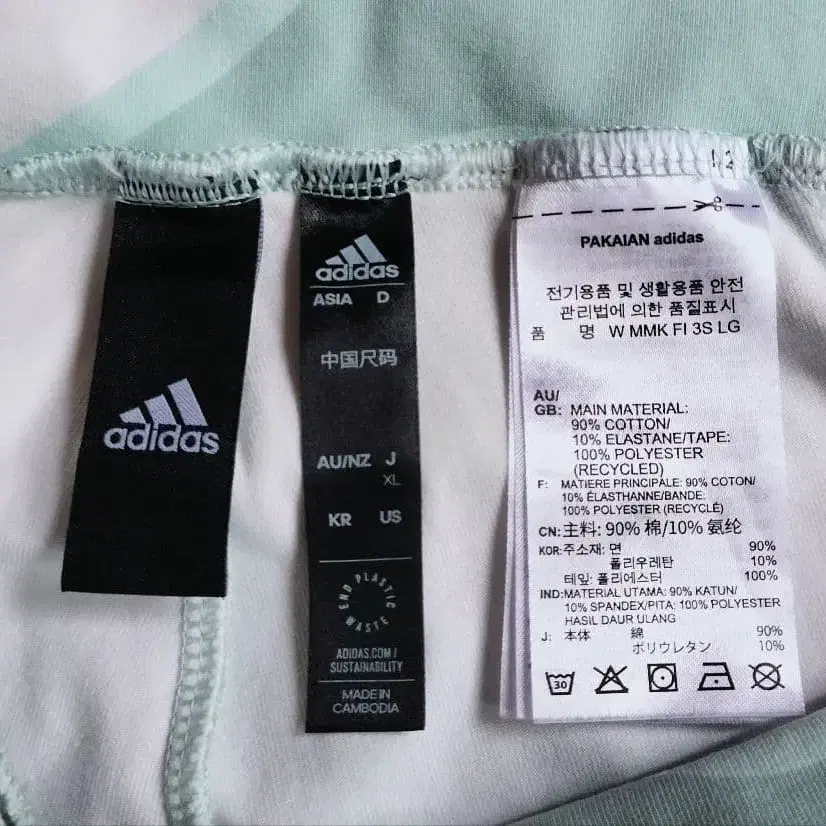 adidas
adidas
ASIA D
中国尺码
AU/NZ J
XL
KR US
END PLASTIC WASTE
ADIDAS.COM/
SUSTAINABILITY
MADE IN
CAMBODIA
PAKAIAN adidas
전기용품 및 생활용품 안전
관리법에 의한 품질표시
품 명 W MMK FI 3S LG
AU/
GB: MAIN MATERIAL:
90% COTTON/
10% ELASTANE/TAPE:
100% POLYESTER
(RECYCLED)
F: MATIERE PRINCIPALE: 90% COTON/
10% ÉLASTHANNE/BANDE:
100% POLYESTER (RECYCLÉ)
CN: 主料: 90% 棉/10% 氨纶
KOR: 주소재: 면 90%
폴리우레탄 10%
테잎: 폴리에스터 100%
IND: MATERIAL UTAMA: 90% KATUN/
10% SPANDEX/PITA: 100% POLYESTER
HASIL DAUR ULANG
J: 本体 綿 90%
ポリウレタン 10%
30